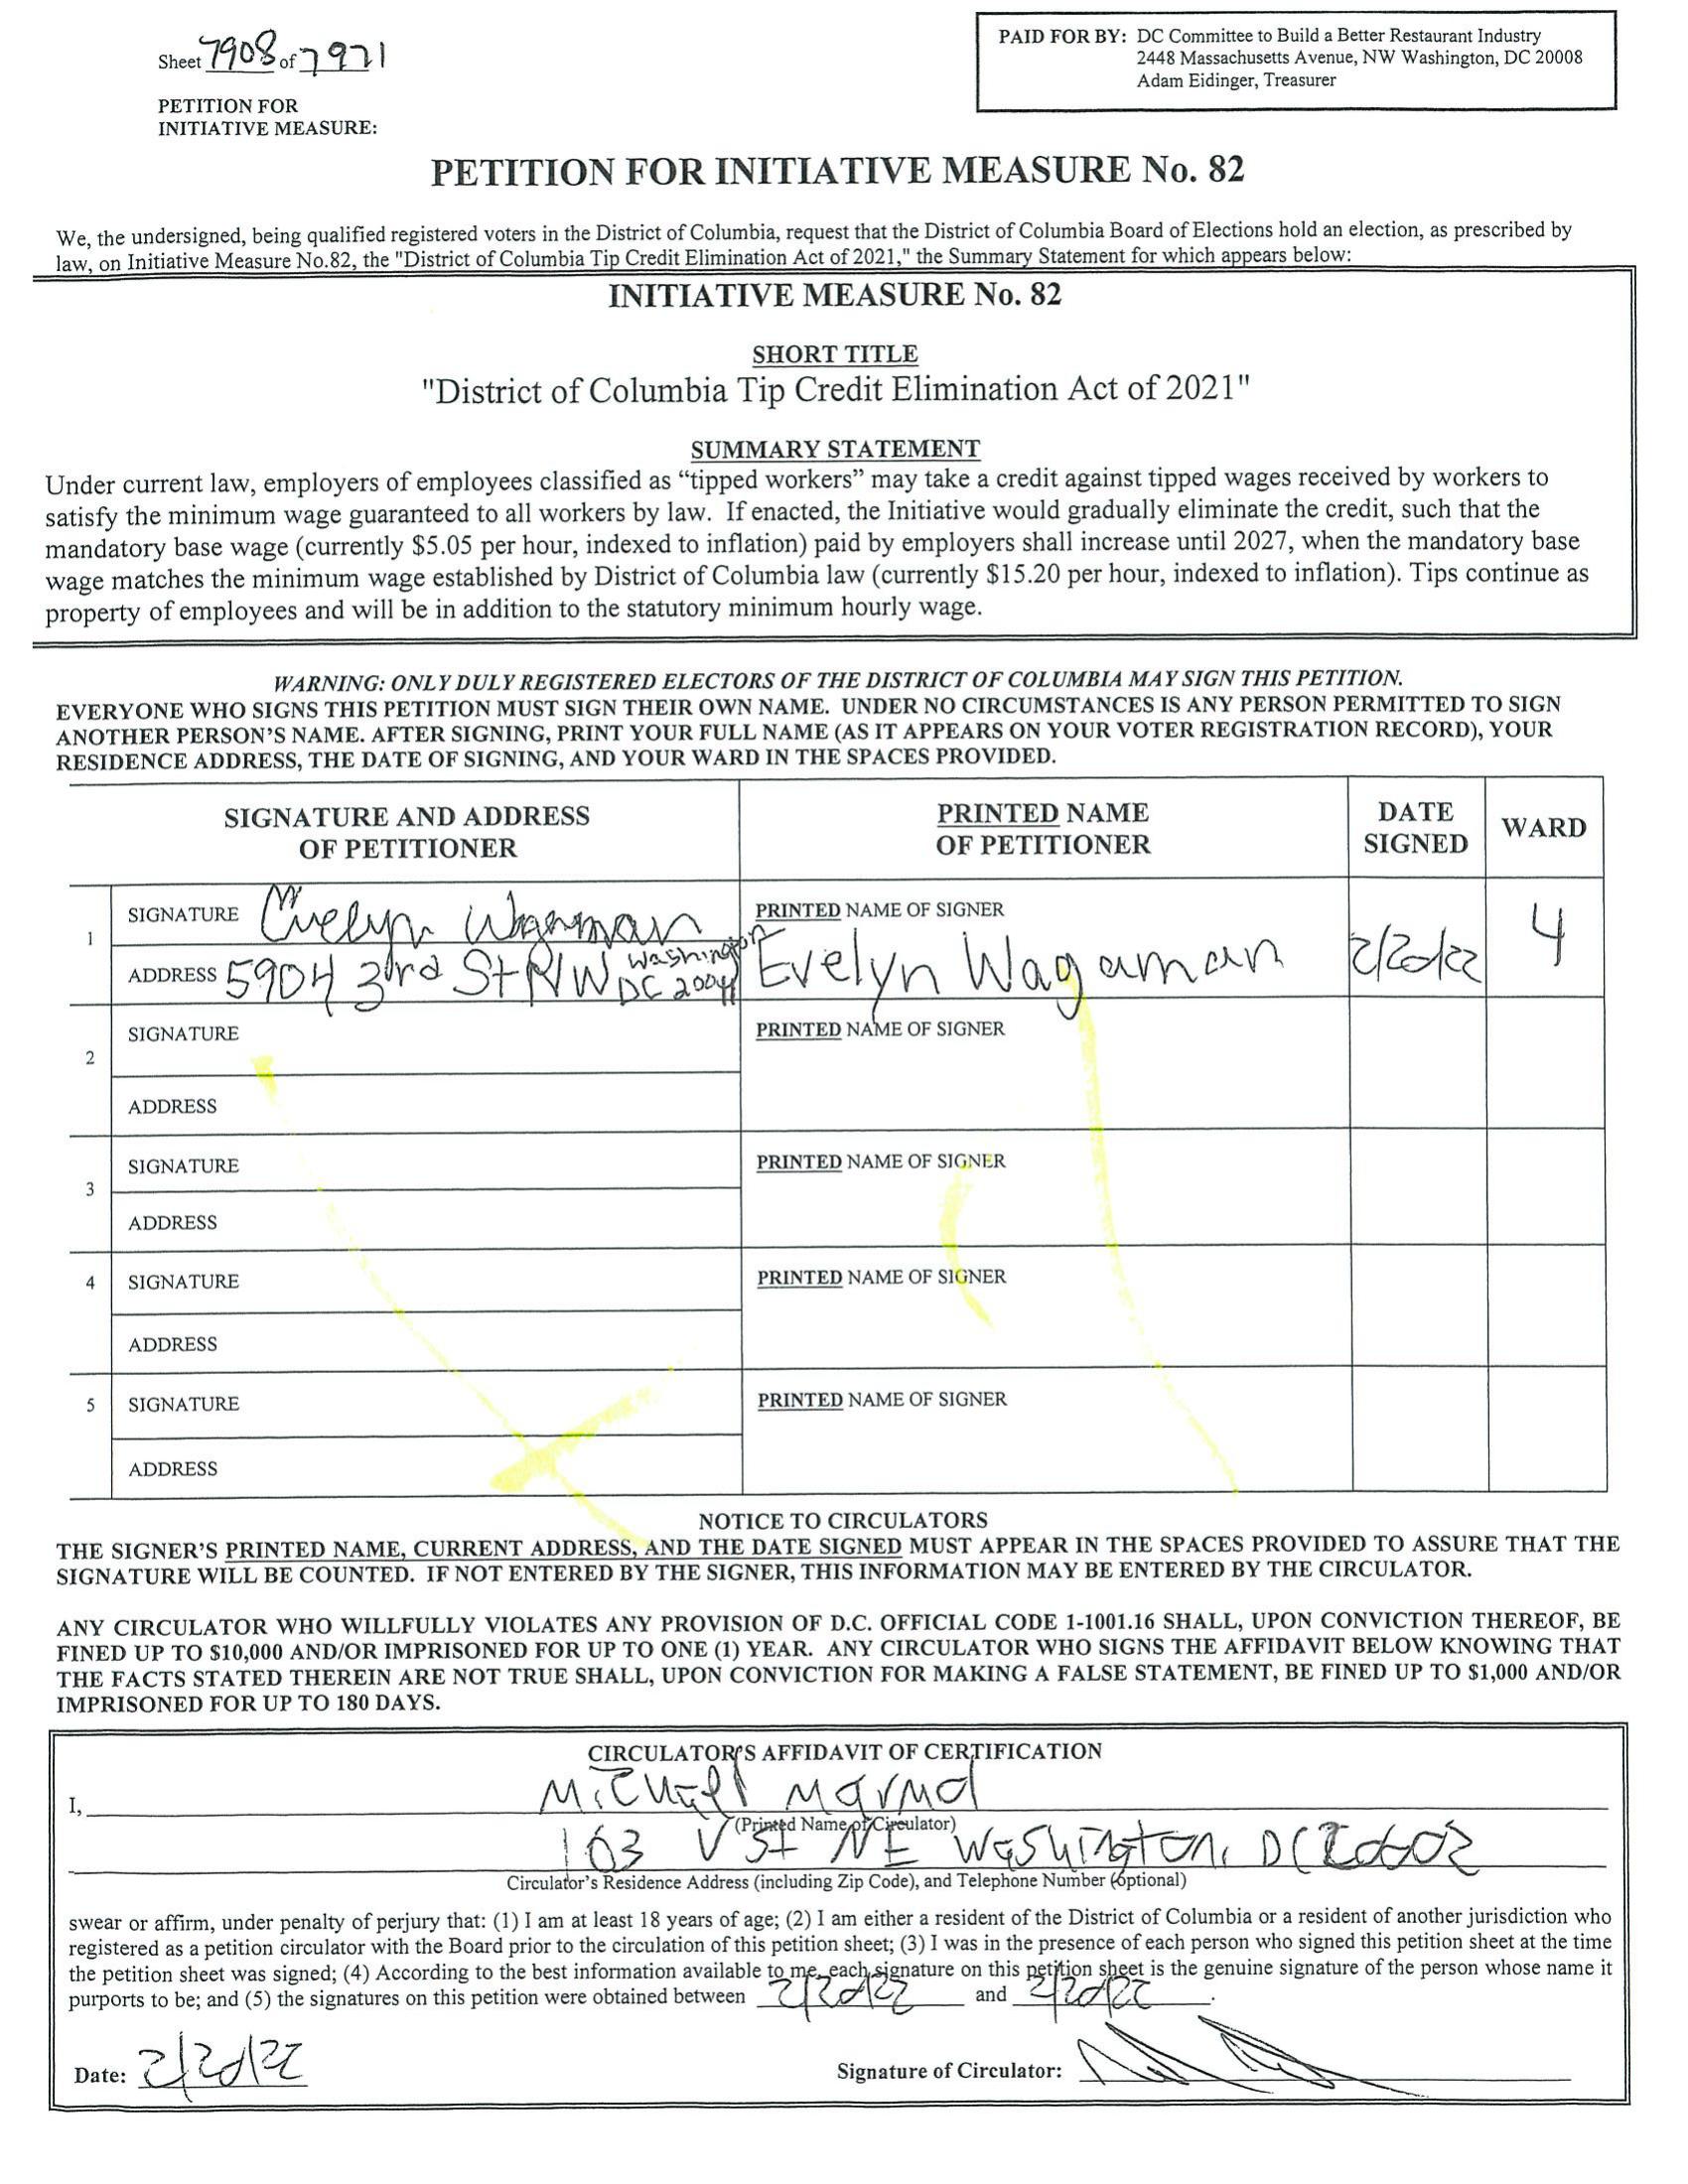 Sheet 7908 of 7971
PAID FOR BY: DC Committee to Build a Better Restaurant Industry
2448 Massachusetts Avenue, NW Washington, DC 20008
Adam Eidinger, Treasurer
PETITION FOR
INITIATIVE MEASURE:
PETITION FOR INITIATIVE MEASURE No. 82
We, the undersigned, being qualified registered voters in the District of Columbia, request that the District of Columbia Board of Elections hold an election, as prescribed by
law, on Initiative Measure No.82, the "District of Columbia Tip Credit Elimination Act of 2021," the Summary Statement for which appears below:
INITIATIVE MEASURE No. 82
SHORT TITLE
"District of Columbia Tip Credit Elimination Act of 2021"
SUMMARY STATEMENT
Under current law, employers of employees classified as “tipped workers” may take a credit against tipped wages received by workers to
satisfy the minimum wage guaranteed to all workers by law. If enacted, the Initiative would gradually eliminate the credit, such that the
mandatory base wage (currently $5.05 per hour, indexed to inflation) paid by employers shall increase until 2027, when the mandatory base
wage matches the minimum wage established by District of Columbia law (currently $15.20 per hour, indexed to inflation). Tips continue as
property of employees and will be in addition to the statutory minimum hourly wage.
WARNING: ONLY DULY REGISTERED ELECTORS OF THE DISTRICT OF COLUMBIA MAY SIGN THIS PETITION.
EVERYONE WHO SIGNS THIS PETITION MUST SIGN THEIR OWN NAME. UNDER NO CIRCUMSTANCES IS ANY PERSON PERMITTED TO SIGN
ANOTHER PERSON’S NAME. AFTER SIGNING, PRINT YOUR FULL NAME (AS IT APPEARS ON YOUR VOTER REGISTRATION RECORD), YOUR
RESIDENCE ADDRESS, THE DATE OF SIGNING, AND YOUR WARD IN THE SPACES PROVIDED.
SIGNATURE AND ADDRESS
OF PETITIONER
PRINTED NAME
OF PETITIONER
DATE
SIGNED
WARD
1
SIGNATURE Evelyn Wagaman
ADDRESS 5904 3rd St NW Washington
DC 20011
PRINTED NAME OF SIGNER
Evelyn Wagaman
2/20/22
4
2
SIGNATURE
ADDRESS
PRINTED NAME OF SIGNER
3
SIGNATURE
ADDRESS
PRINTED NAME OF SIGNER
4
SIGNATURE
ADDRESS
PRINTED NAME OF SIGNER
5
SIGNATURE
ADDRESS
PRINTED NAME OF SIGNER
NOTICE TO CIRCULATORS
THE SIGNER’S PRINTED NAME, CURRENT ADDRESS, AND THE DATE SIGNED MUST APPEAR IN THE SPACES PROVIDED TO ASSURE THAT THE
SIGNATURE WILL BE COUNTED. IF NOT ENTERED BY THE SIGNER, THIS INFORMATION MAY BE ENTERED BY THE CIRCULATOR.
ANY CIRCULATOR WHO WILLFULLY VIOLATES ANY PROVISION OF D.C. OFFICIAL CODE 1-1001.16 SHALL, UPON CONVICTION THEREOF, BE
FINED UP TO $10,000 AND/OR IMPRISONED FOR UP TO ONE (1) YEAR. ANY CIRCULATOR WHO SIGNS THE AFFIDAVIT BELOW KNOWING THAT
THE FACTS STATED THEREIN ARE NOT TRUE SHALL, UPON CONVICTION FOR MAKING A FALSE STATEMENT, BE FINED UP TO $1,000 AND/OR
IMPRISONED FOR UP TO 180 DAYS.
CIRCULATOR'S AFFIDAVIT OF CERTIFICATION
I, Michael
(Printed Name of Circulator)
103 V St NE Washington, DC 20002
Circulator’s Residence Address (including Zip Code), and Telephone Number (optional)
swear or affirm, under penalty of perjury that: (1) I am at least 18 years of age; (2) I am either a resident of the District of Columbia or a resident of another jurisdiction who
registered as a petition circulator with the Board prior to the circulation of this petition sheet; (3) I was in the presence of each person who signed this petition sheet at the time
the petition sheet was signed; (4) According to the best information available to me, each signature on this petition sheet is the genuine signature of the person whose name it
purports to be; and (5) the signatures on this petition were obtained between 2/20/22 and 2/20/22.
Date: 2/20/22
Signature of Circulator: